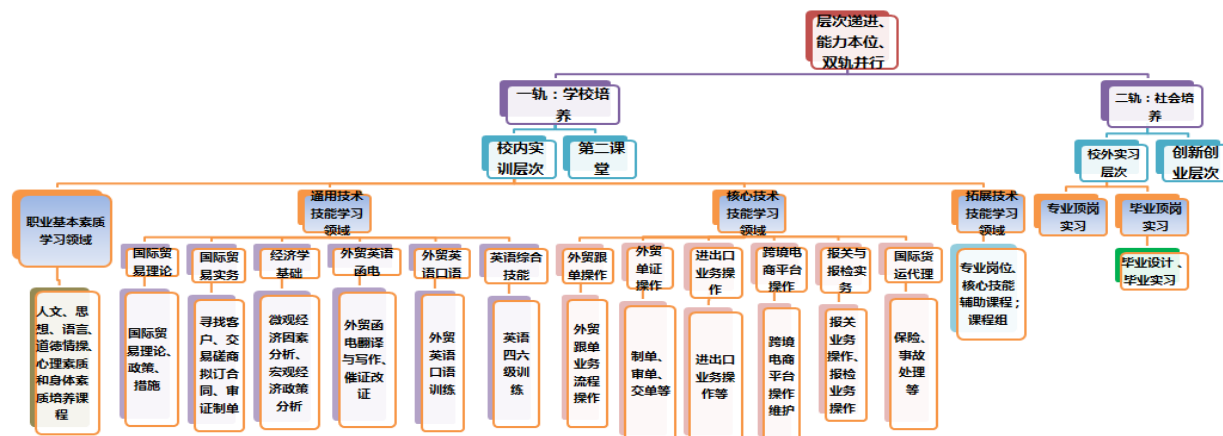 层次递进、
能力本位、
双轨并行
一轨：学校培
养
二轨：社会培
养
校内实
训层次
第二课
堂
校外实习
层次
创新创
业层次
职业基本素质
学习领域
通用技术
技能学习
领域
核心技术
技能学习
领域
拓展技术
技能学习
领域
专业顶岗
实习
毕业顶岗
实习
国际贸
易理论
国际贸
易实务
经济学
基础
外贸英语
函电
外贸英
语口语
英语综合
技能
外贸跟
单操作
外贸
单证
操作
进出口
业务操
作
跨境电
商平台
操作
报关与
报检实
务
国际货
运代理
专业岗位、
核心技能
辅助课程；
课程组
毕业设计、
毕业实习
人文、思
想、语言、
道德情操、
心理素质
和身体素
质培养课
程
国际贸
易理论、
政策、
措施
寻找客
户、交
易磋商
拟订合
同、审
证制单
微观经
济因素
分析、
宏观经
济政策
分析
外贸函
电翻译
与写作、
催证改
证
外贸
英语
口语
训练
英语
四六
级训
练
外贸
跟单
业务
流程
操作
制单、
审单、
交单等
进出口
业务操
作等
跨境
电商
平台
操作
维护
报关
业务
操作、
报检
业务
操作
保险、
事故
处理
等